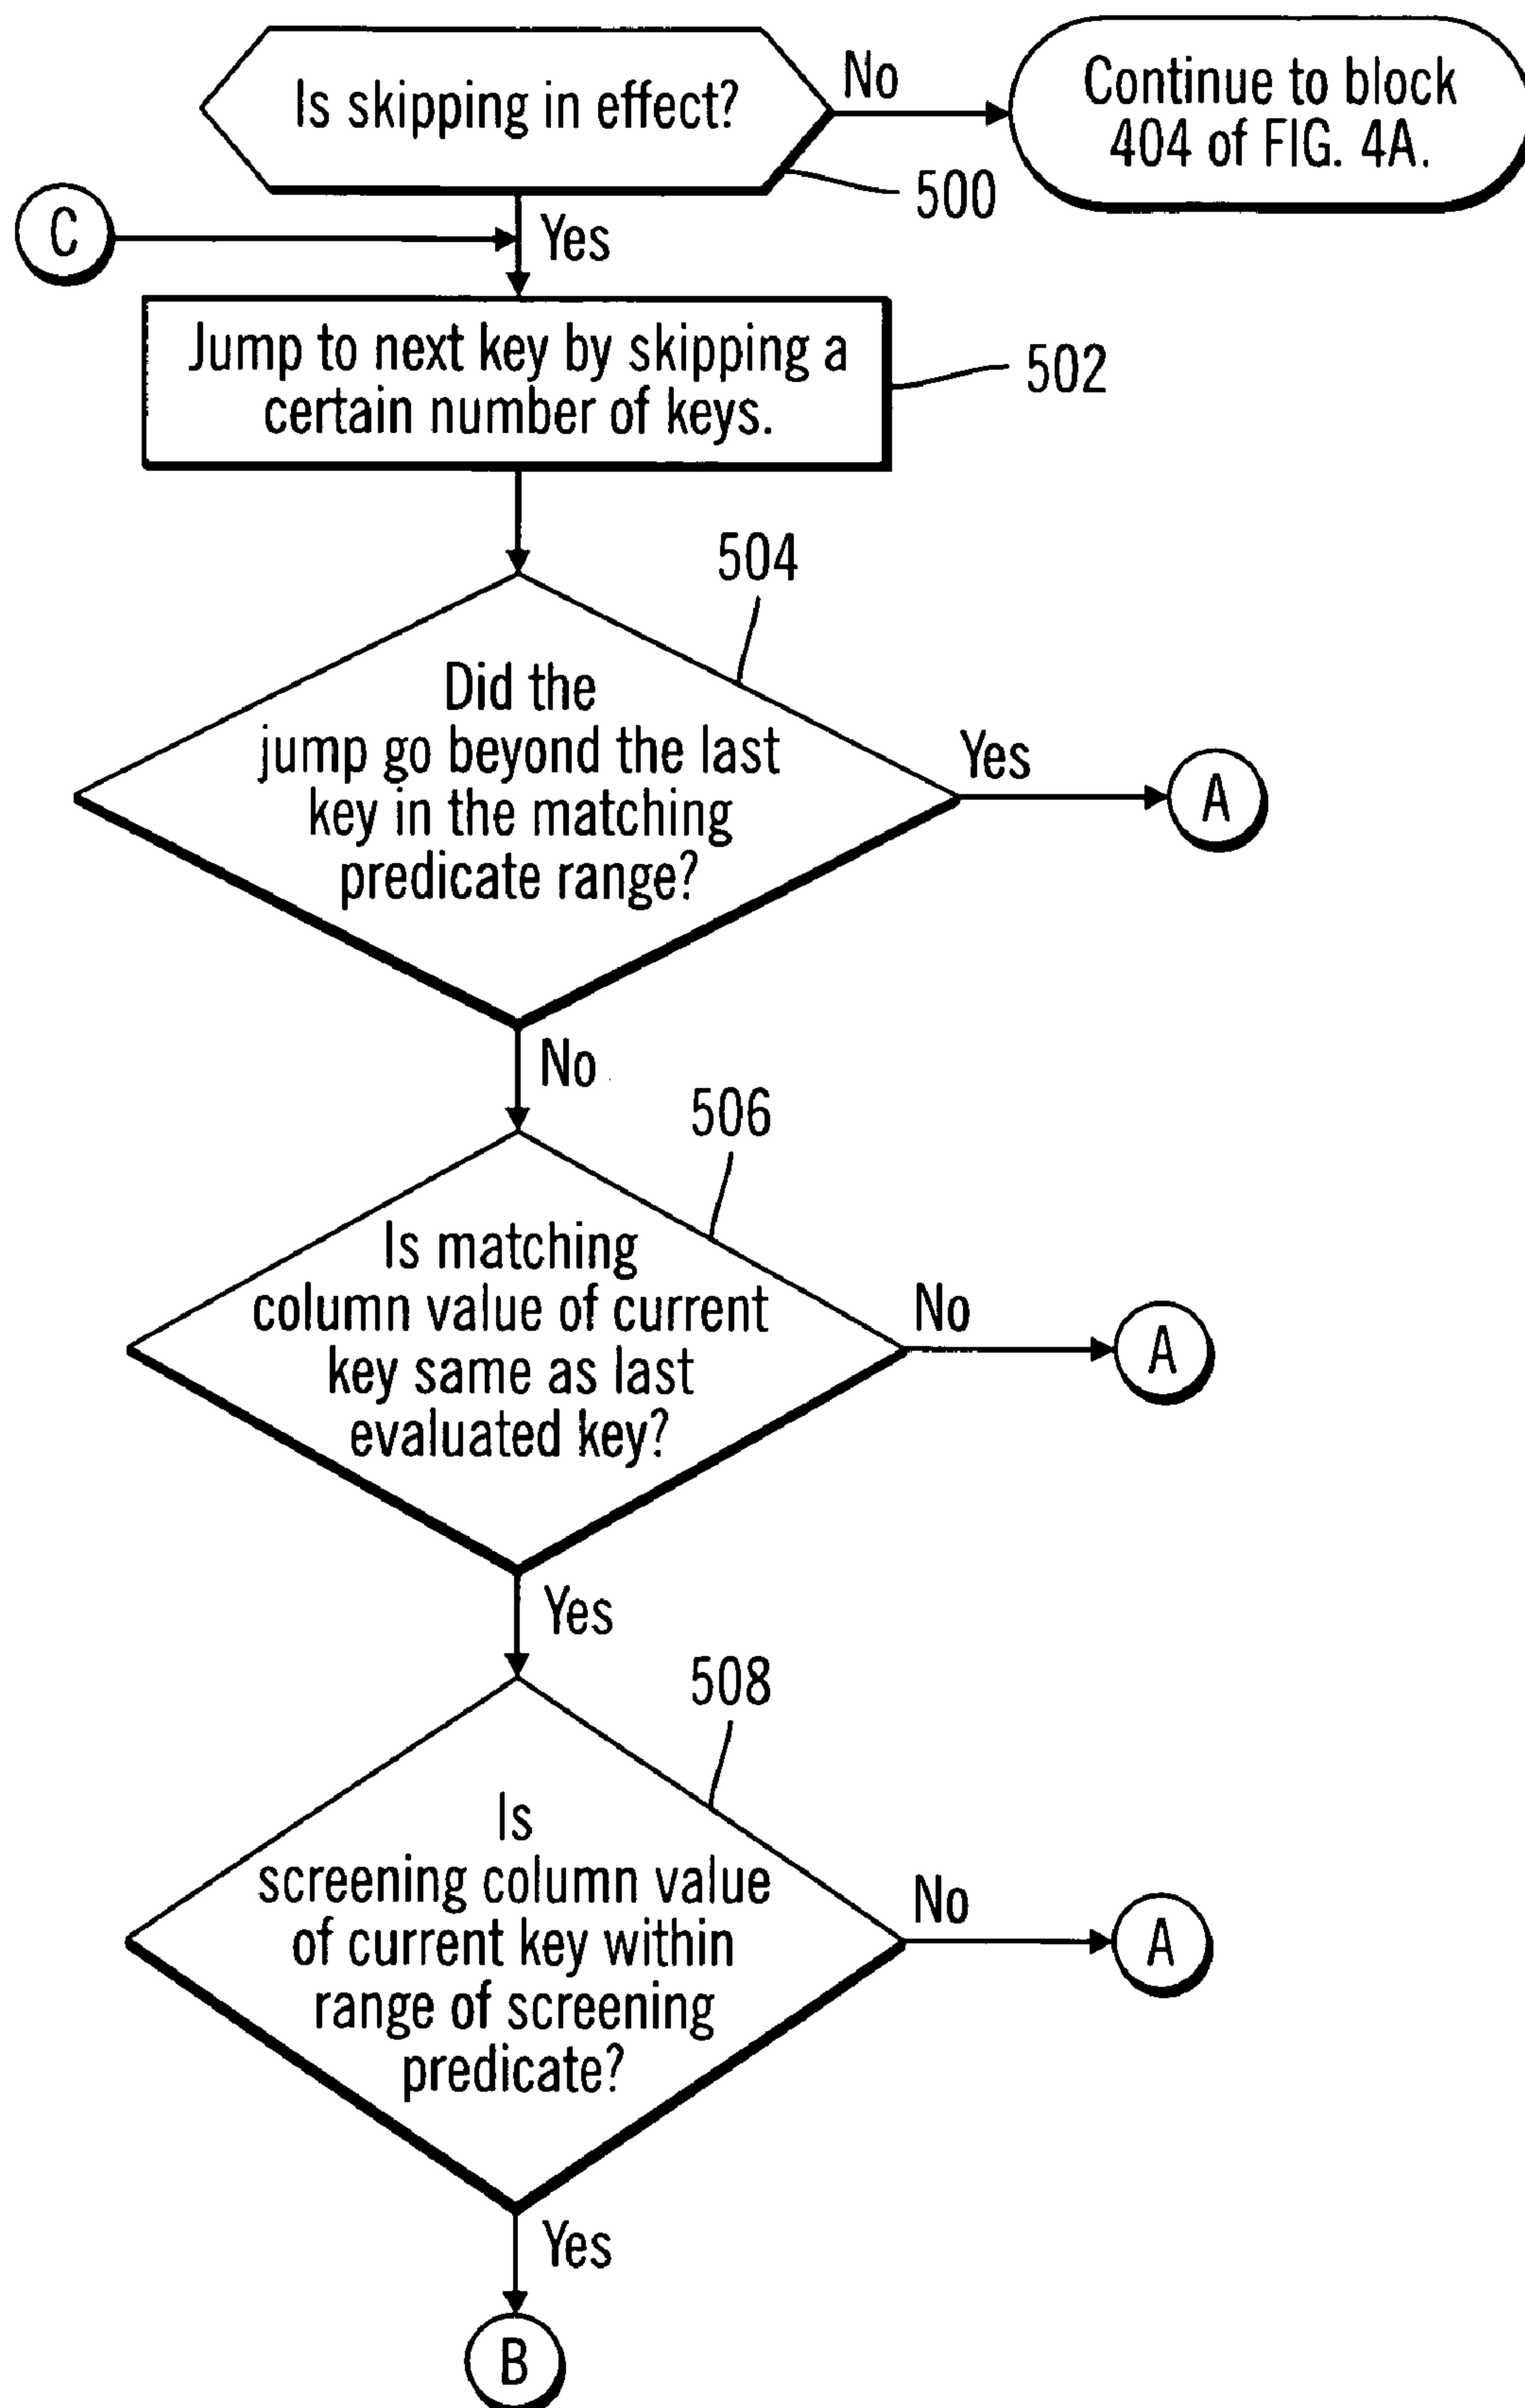 Is skipping in effect?
No
Continue to block
404 of FIG. 4A.
500
C
Yes
Jump to next key by skipping a
certain number of keys.
502
504
Did the
jump go beyond the last
key in the matching
predicate range?
Yes
A
No
506
Is matching
column value of current
key same as last
evaluated key?
No
A
Yes
508
Is
screening column value
of current key within
range of screening
predicate?
No
A
Yes
B